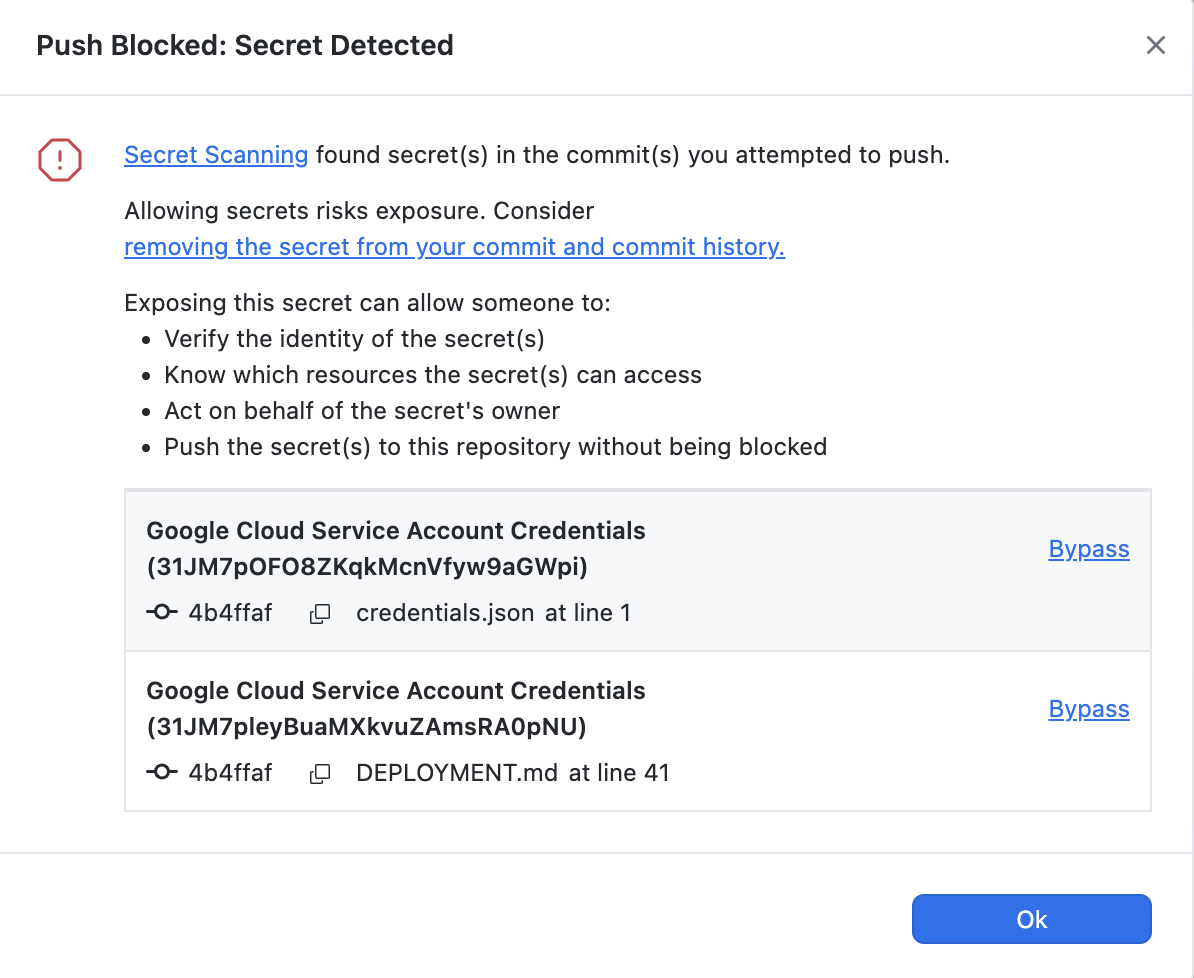 Push Blocked: Secret Detected
Secret Scanning found secret(s) in the commit(s) you attempted to push.
Allowing secrets risks exposure. Consider
removing the secret from your commit and commit history.
Exposing this secret can allow someone to:
• Verify the identity of the secret(s)
• Know which resources the secret(s) can access
• Act on behalf of the secret's owner
• Push the secret(s) to this repository without being blocked
Google Cloud Service Account Credentials
(31JM7pOFO8ZKqkMcnVfyw9aGWpi)
Bypass
4b4ffaf credentials.json at line 1
Google Cloud Service Account Credentials
(31JM7pleyBuaMXkvuZAmsRA0pNU)
Bypass
4b4ffaf DEPLOYMENT.md at line 41
Ok